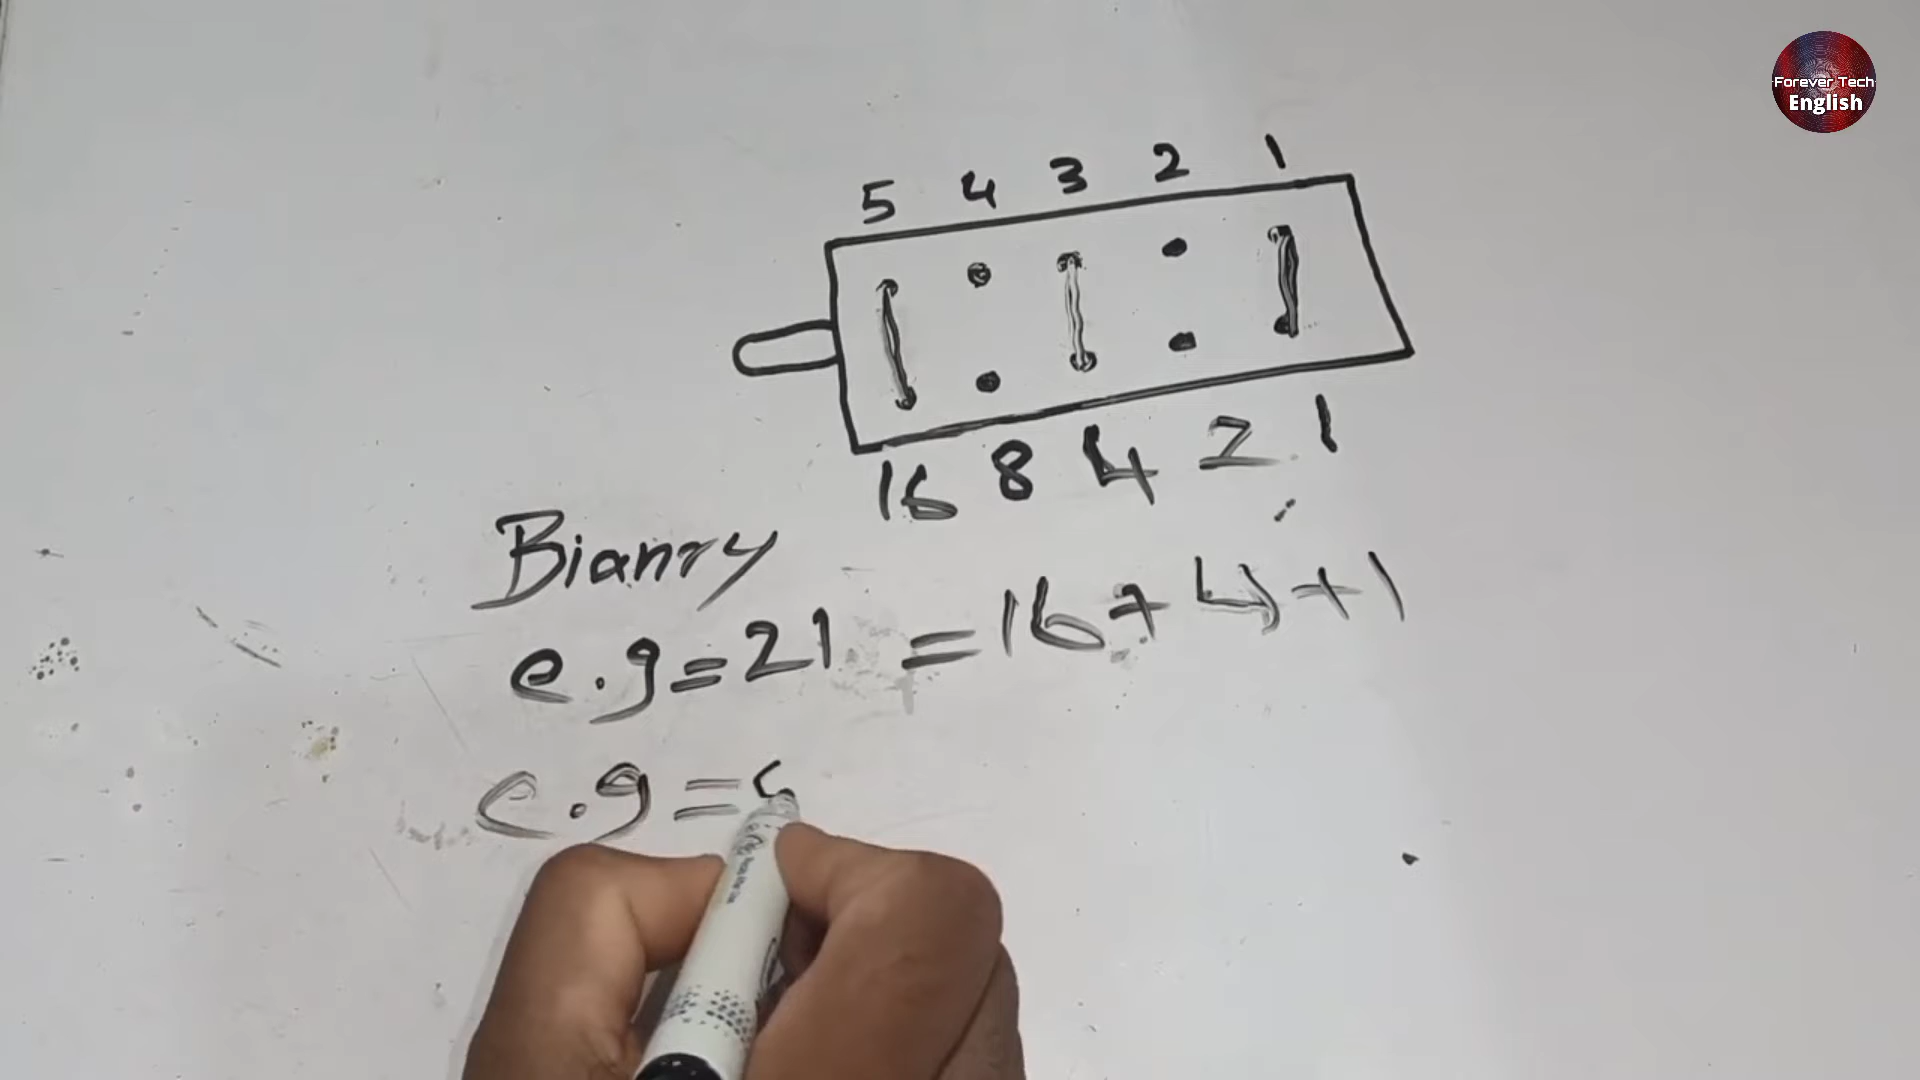 Forever Tech
English
5 4 3 2 1
16 8 4 2 1
Bianry
e.g = 21 = 16 + 4 + 1
e.g =